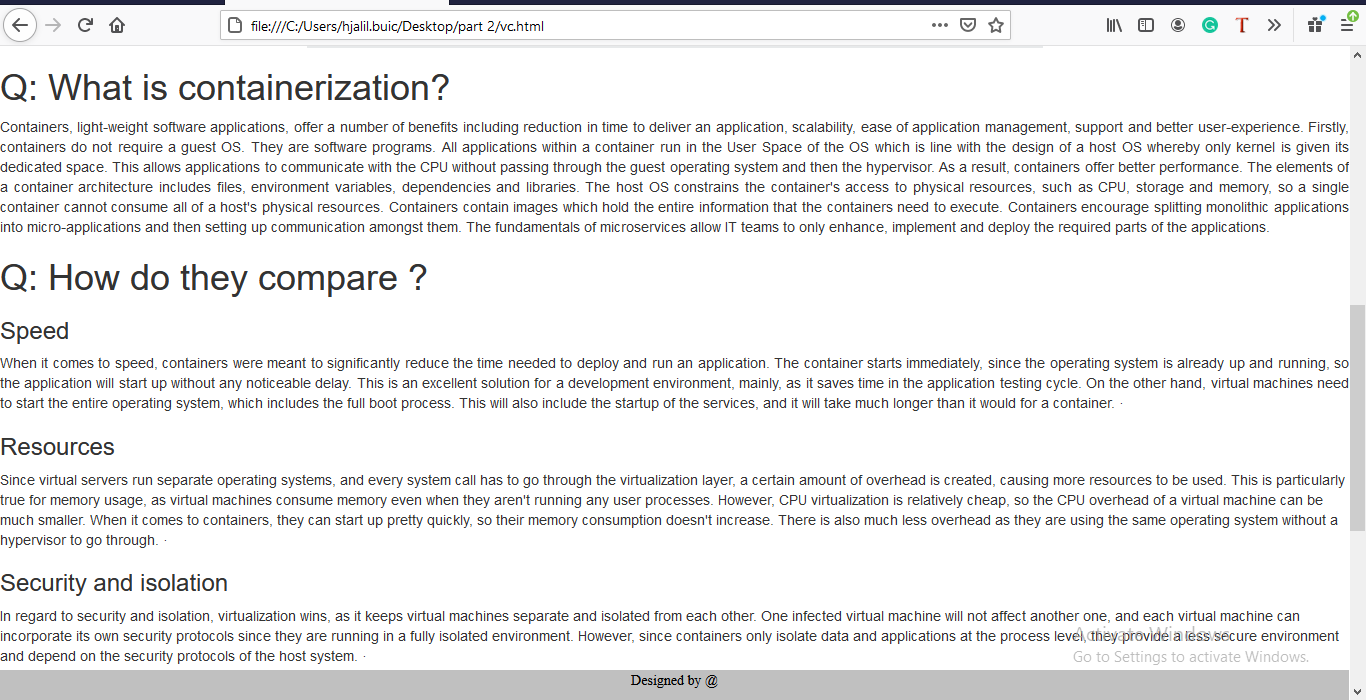 file:///C:/Users/hjalil.buic/Desktop/part 2/vc.html
Q: What is containerization?
Containers, light-weight software applications, offer a number of benefits including reduction in time to deliver an application, scalability, ease of application management, support and better user-experience. Firstly,
containers do not require a guest OS. They are software programs. All applications within a container run in the User Space of the OS which is line with the design of a host OS whereby only kernel is given its
dedicated space. This allows applications to communicate with the CPU without passing through the guest operating system and then the hypervisor. As a result, containers offer better performance. The elements of
a container architecture includes files, environment variables, dependencies and libraries. The host OS constrains the container's access to physical resources, such as CPU, storage and memory, so a single
container cannot consume all of a host's physical resources. Containers contain images which hold the entire information that the containers need to execute. Containers encourage splitting monolithic applications
into micro-applications and then setting up communication amongst them. The fundamentals of microservices allow IT teams to only enhance, implement and deploy the required parts of the applications.
Q: How do they compare ?
Speed
When it comes to speed, containers were meant to significantly reduce the time needed to deploy and run an application. The container starts immediately, since the operating system is already up and running, so
the application will start up without any noticeable delay. This is an excellent solution for a development environment, mainly, as it saves time in the application testing cycle. On the other hand, virtual machines need
to start the entire operating system, which includes the full boot process. This will also include the startup of the services, and it will take much longer than it would for a container. ·
Resources
Since virtual servers run separate operating systems, and every system call has to go through the virtualization layer, a certain amount of overhead is created, causing more resources to be used. This is particularly
true for memory usage, as virtual machines consume memory even when they aren't running any user processes. However, CPU virtualization is relatively cheap, so the CPU overhead of a virtual machine can be
much smaller. When it comes to containers, they can start up pretty quickly, so their memory consumption doesn't increase. There is also much less overhead as they are using the same operating system without a
hypervisor to go through. ·
Security and isolation
In regard to security and isolation, virtualization wins, as it keeps virtual machines separate and isolated from each other. One infected virtual machine will not affect another one, and each virtual machine can
incorporate its own security protocols since they are running in a fully isolated environment. However, since containers only isolate data and applications at the process level, they provide a less secure environment
and depend on the security protocols of the host system. ·
Activate Windows
Go to Settings to activate Windows.
Designed by @